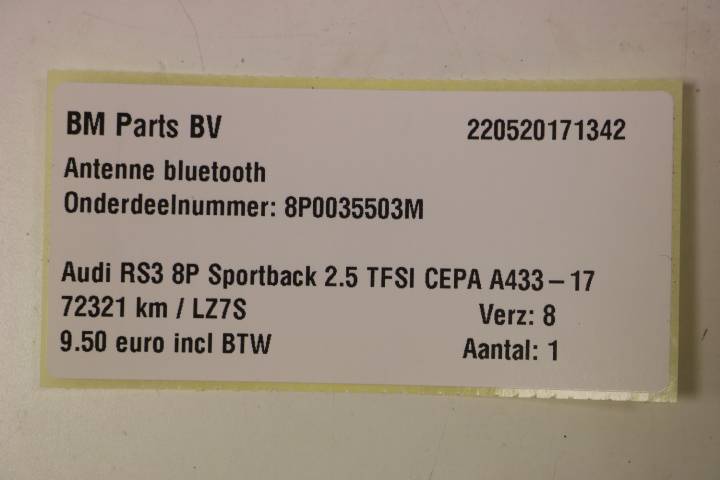 BM Parts BV 220520171342
Antenne bluetooth
Onderdeelnummer: 8P0035503M
Audi RS3 8P Sportback 2.5 TFSI CEPA A433-17
72321 km / LZ7S Verz: 8
9.50 euro incl BTW Aantal: 1